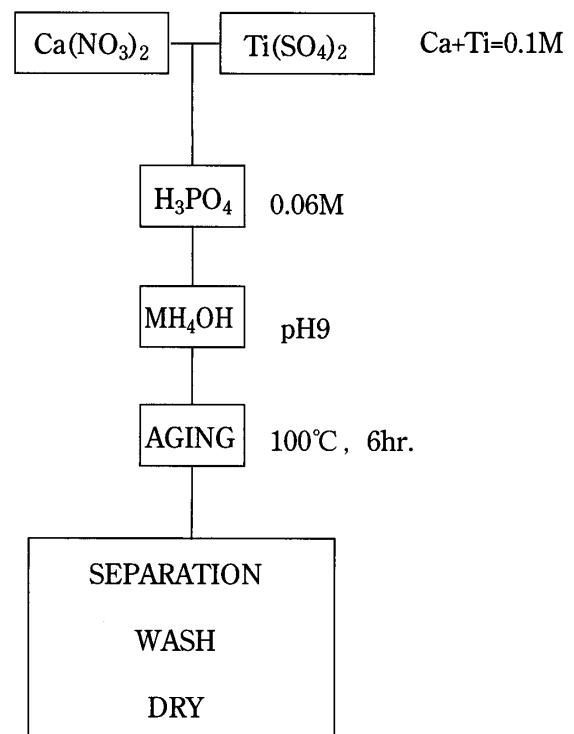 Ca(NO₃)₂ Ti(SO₄)₂ Ca+Ti=0.1M
H₃PO₄ 0.06M
MH₄OH pH9
AGING 100℃, 6hr.
SEPARATION
WASH
DRY